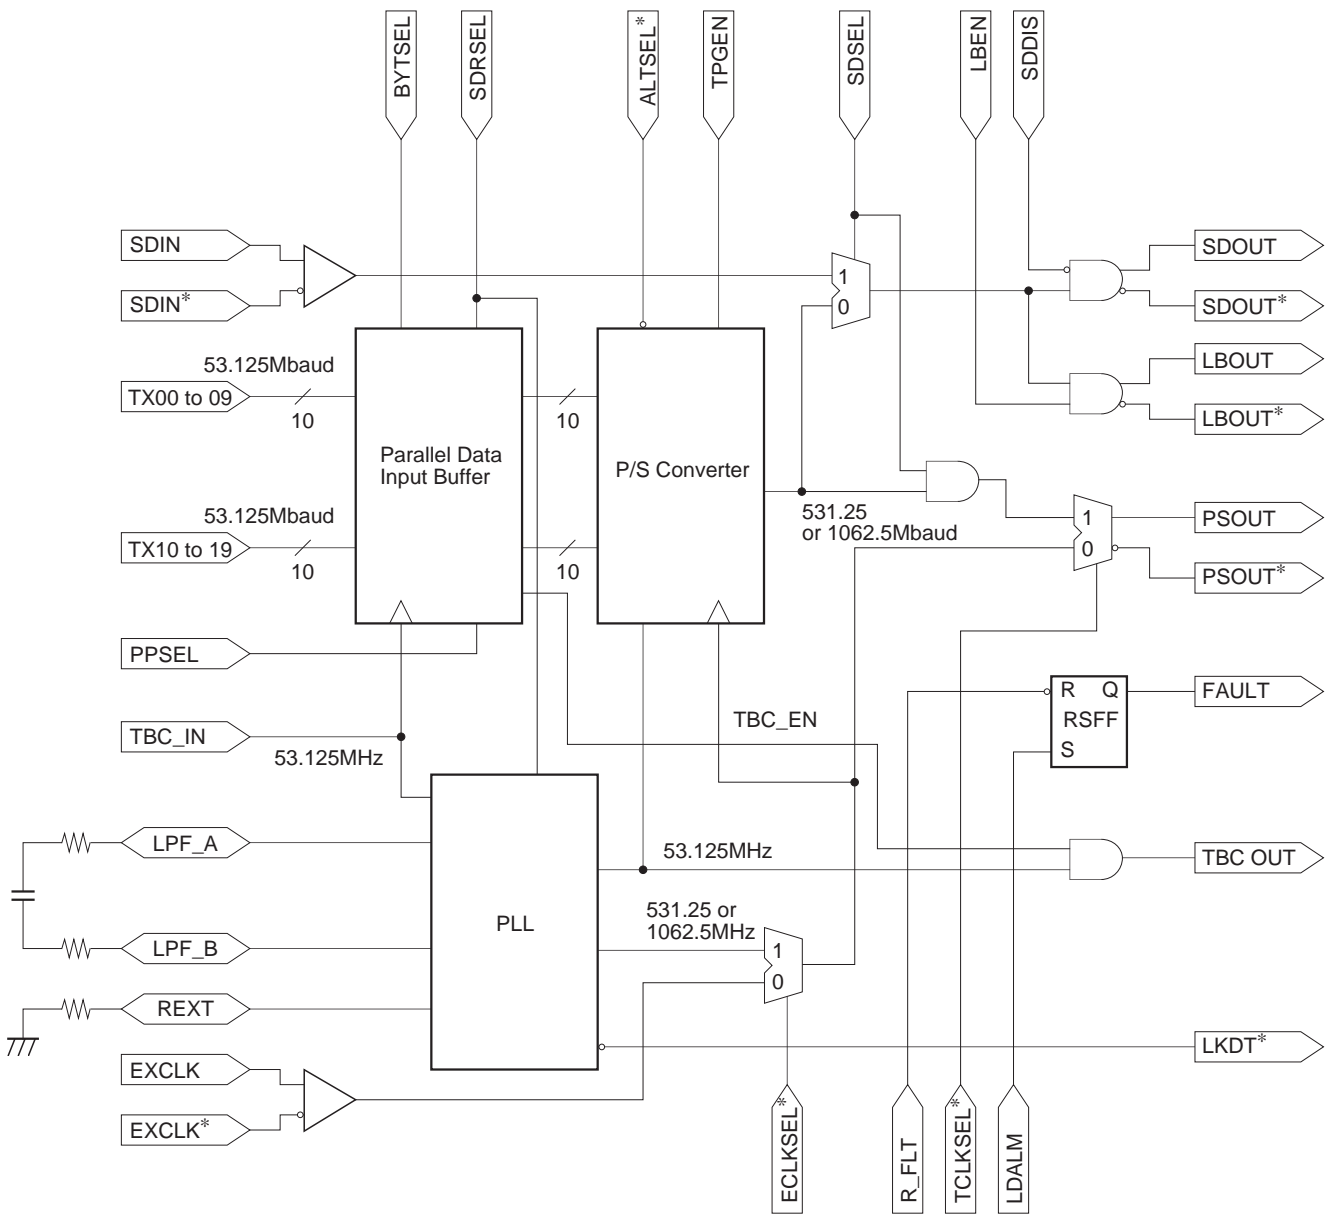 BYTSEL
SDRSEL
ALTSEL*
TPGEN
SDSEL
LBEN
SDDIS
SDIN
SDIN*
1
0
SDOUT
SDOUT*
53.125Mbaud
TX00 to 09
10
10
LBOUT
LBOUT*
Parallel Data
Input Buffer
P/S Converter
53.125Mbaud
TX10 to 19
10
10
531.25
or 1062.5Mbaud
1
0
PSOUT
PSOUT*
PPSEL
R Q
RSFF
S
FAULT
TBC_IN
53.125MHz
TBC_EN
LPF_A
53.125MHz
TBC OUT
PLL
531.25 or
1062.5MHz
1
0
LPF_B
REXT
LKDT*
EXCLK
EXCLK*
ECLKSEL*
R_FLT
TCLKSEL*
LDALM